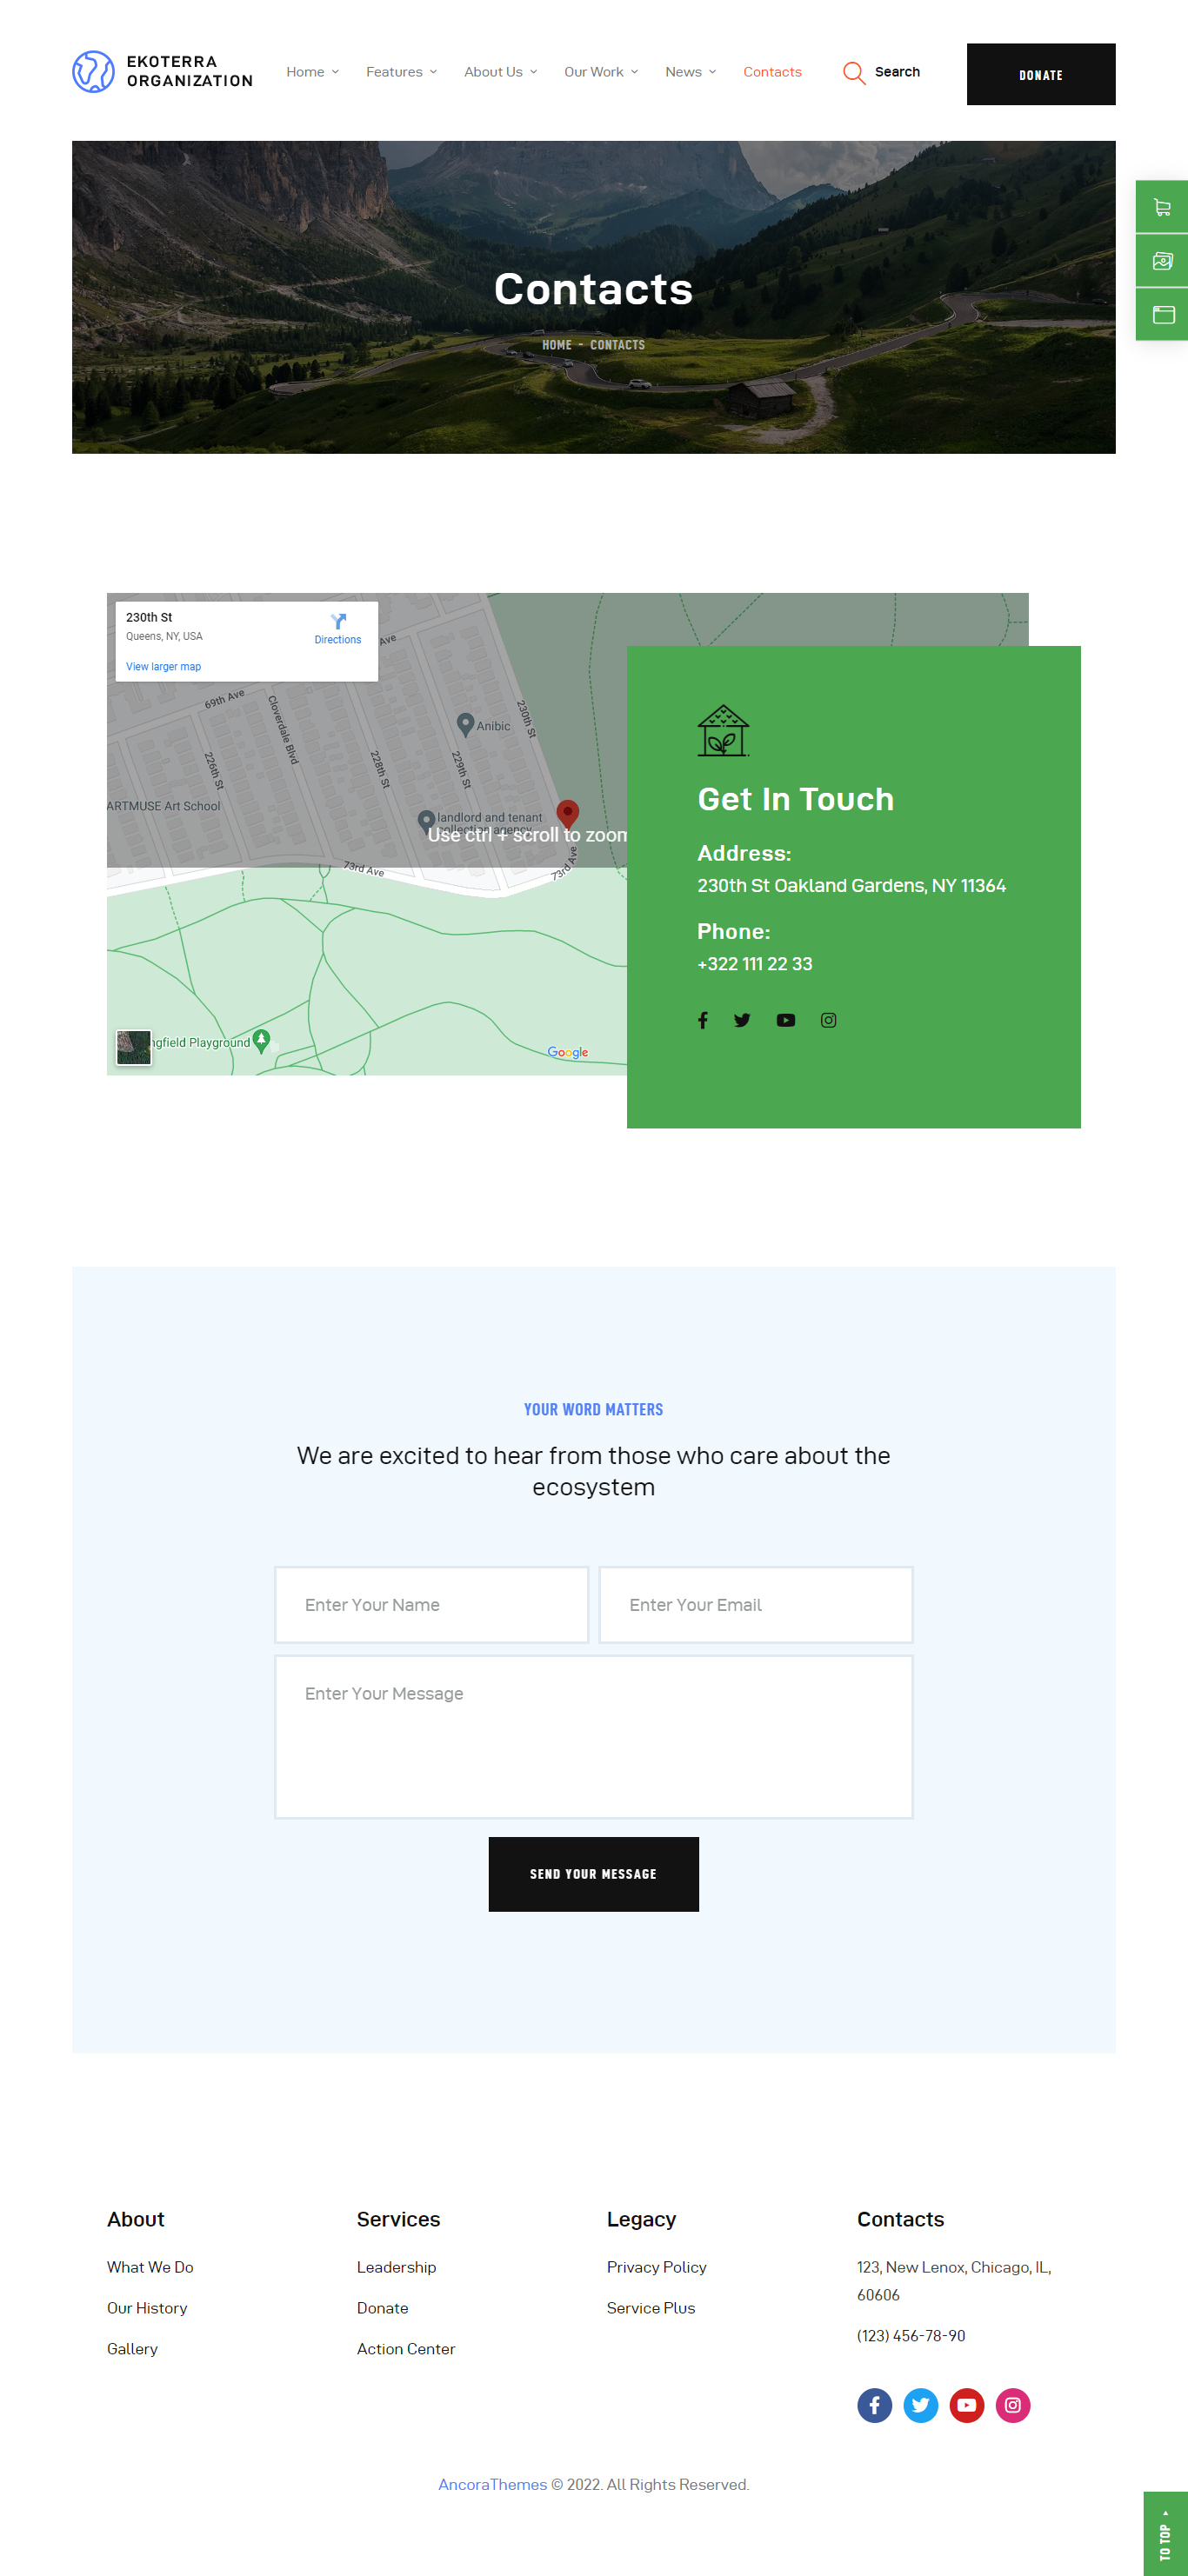 EKOTERRA
ORGANIZATION
Home
Features
About Us
Our Work
News
Contacts
Search
DONATE
Contacts
HOME - CONTACTS
230th St
Queens, NY, USA
Directions
View larger map
Ave
69th Ave
Cloverdale Blvd
230th St
Anibic
226th St
228th St
229th St
ARTMUSE Art School
landlord and tenant
collection agency
Use ctrl + scroll to zoom
73rd Ave
73rd Ave
ngfield Playground
Google
Get In Touch
Address:
230th St Oakland Gardens, NY 11364
Phone:
+322 111 22 33
YOUR WORD MATTERS
We are excited to hear from those who care about the
ecosystem
Enter Your Name
Enter Your Email
Enter Your Message
SEND YOUR MESSAGE
About
What We Do
Our History
Gallery
Services
Leadership
Donate
Action Center
Legacy
Privacy Policy
Service Plus
Contacts
123, New Lenox, Chicago, IL,
60606
(123) 456-78-90
AncoraThemes © 2022. All Rights Reserved.
TO TOP